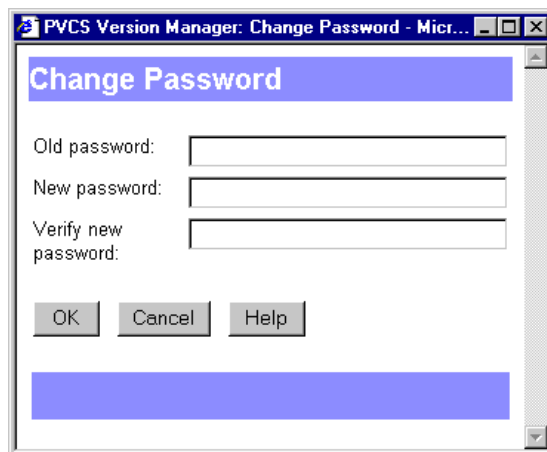 PVCS Version Manager: Change Password - Micr...
Change Password
Old password:
New password:
Verify new
password:
OK Cancel Help